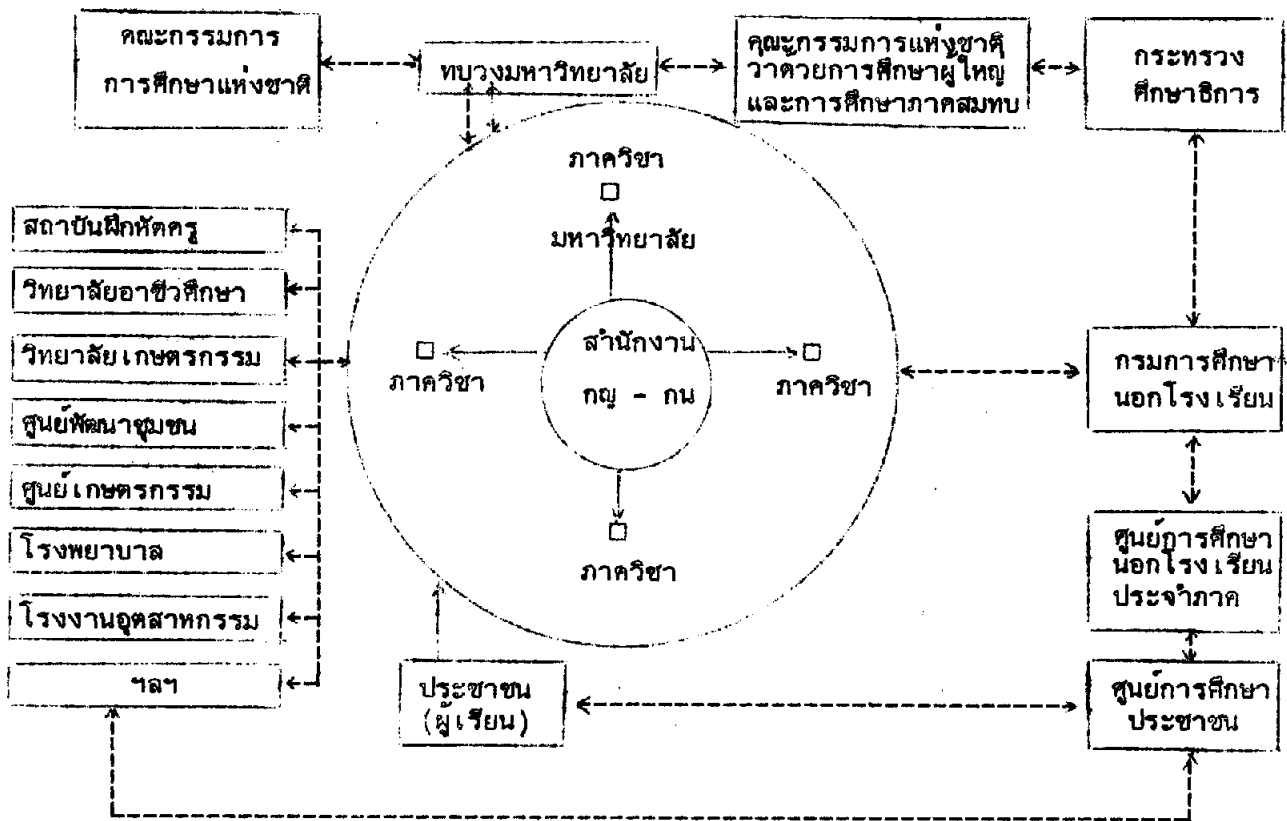 คณะกรรมการ
การศึกษาแห่งชาติ
ทบวงมหาวิทยาลัย
คณะกรรมการแห่งชาติ
ว่าด้วยการศึกษาผู้ใหญ่
และการศึกษาภาคสมทบ
กระทรวง
ศึกษาธิการ
ภาควิชา
มหาวิทยาลัย
สถาบันฝึกหัดครู
วิทยาลัยอาชีวศึกษา
วิทยาลัยเกษตรกรรม
ศูนย์พัฒนาชุมชน
ศูนย์เกษตรกรรม
โรงพยาบาล
โรงงานอุตสาหกรรม
ฯลฯ
ภาควิชา
สำนักงาน
กญ - กน
ภาควิชา
ภาควิชา
กรมการศึกษา
นอกโรงเรียน
ศูนย์การศึกษา
นอกโรงเรียน
ประจำภาค
ประชาชน
(ผู้เรียน)
ศูนย์การศึกษา
ประชาชน